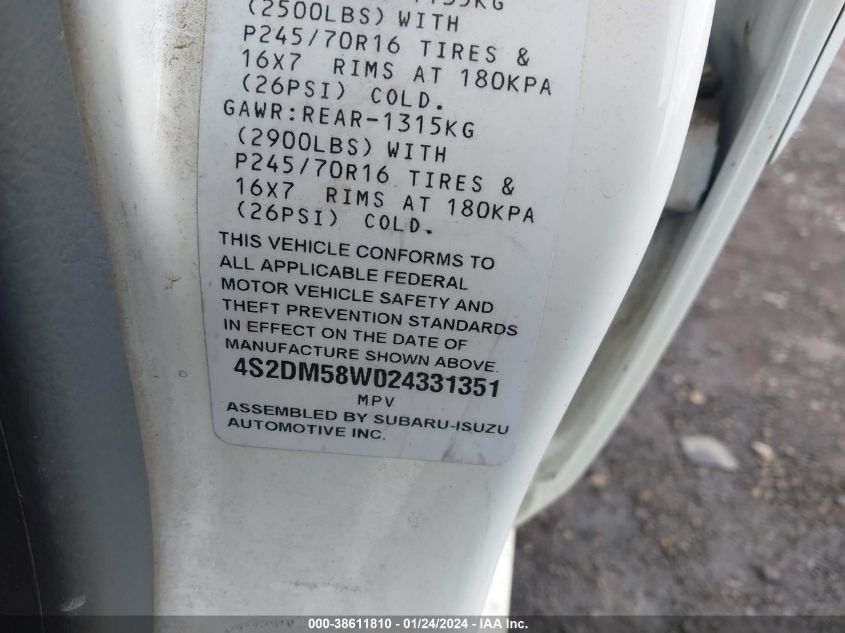 (2500LBS) WITH
P245/70R16 TIRES &
16X7 RIMS AT 180KPA
(26PSI) COLD.
GAWR:REAR-1315KG
(2900LBS) WITH
P245/70R16 TIRES &
16X7 RIMS AT 180KPA
(26PSI) COLD.
THIS VEHICLE CONFORMS TO
ALL APPLICABLE FEDERAL
MOTOR VEHICLE SAFETY AND
THEFT PREVENTION STANDARDS
IN EFFECT ON THE DATE OF
MANUFACTURE SHOWN ABOVE.
4S2DM58W024331351
MPV
ASSEMBLED BY SUBARU-ISUZU
AUTOMOTIVE INC.
000-38611810 - 01/24/2024 - IAA Inc.